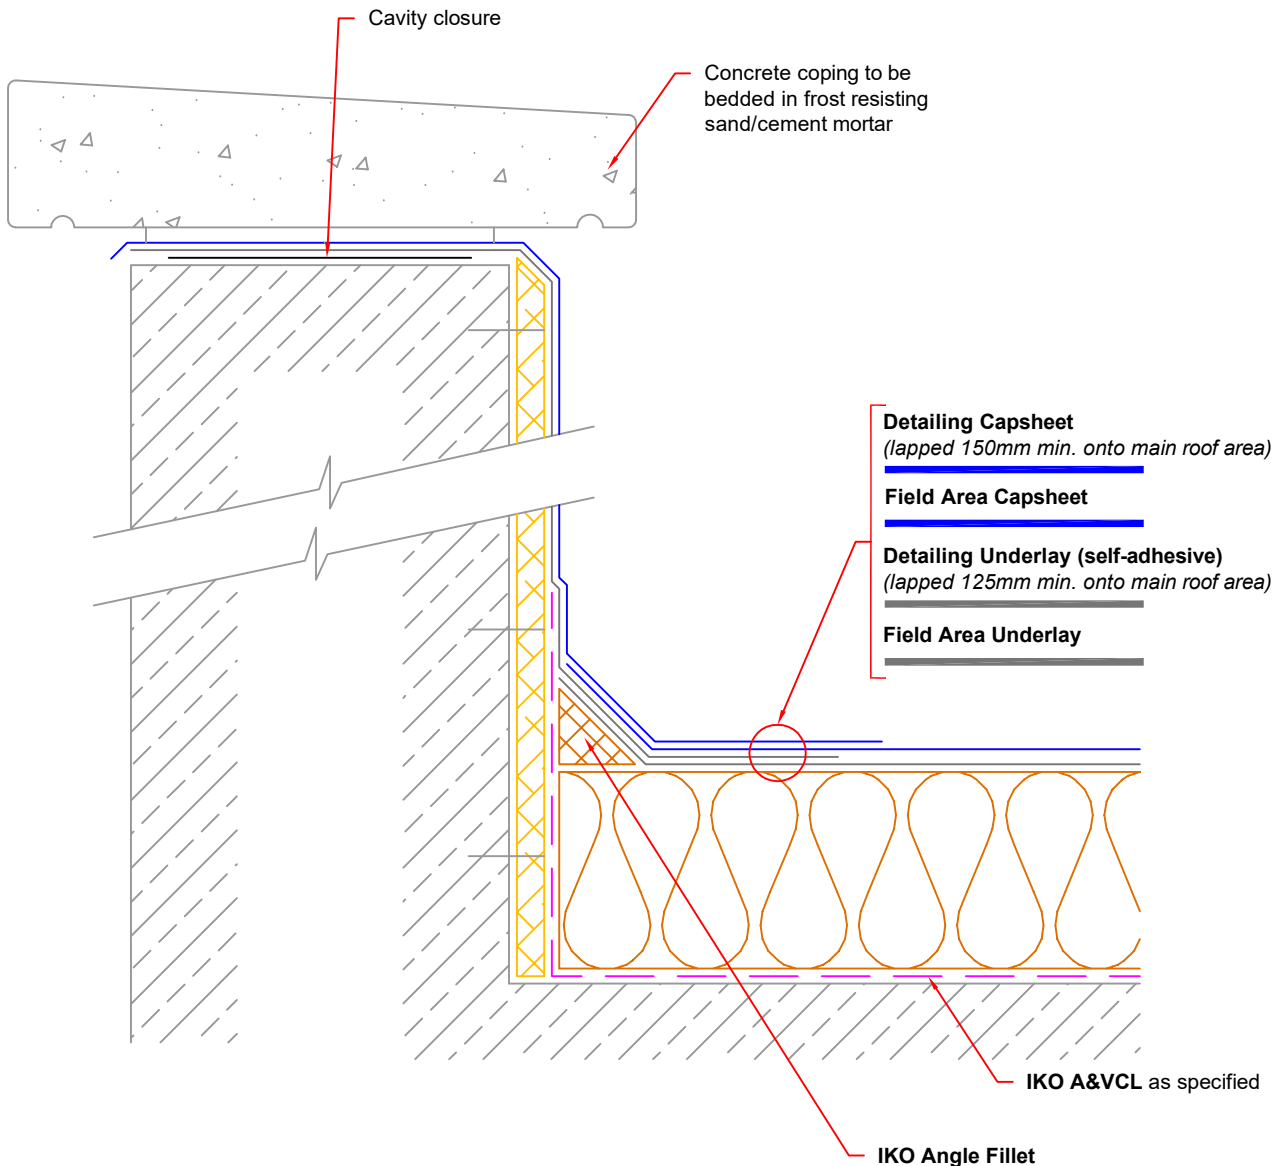 Cavity closure
Concrete coping to be
bedded in frost resisting
sand/cement mortar
Detailing Capsheet
(lapped 150mm min. onto main roof area)
Field Area Capsheet
Detailing Underlay (self-adhesive)
(lapped 125mm min. onto main roof area)
Field Area Underlay
IKO A&VCL as specified
IKO Angle Fillet